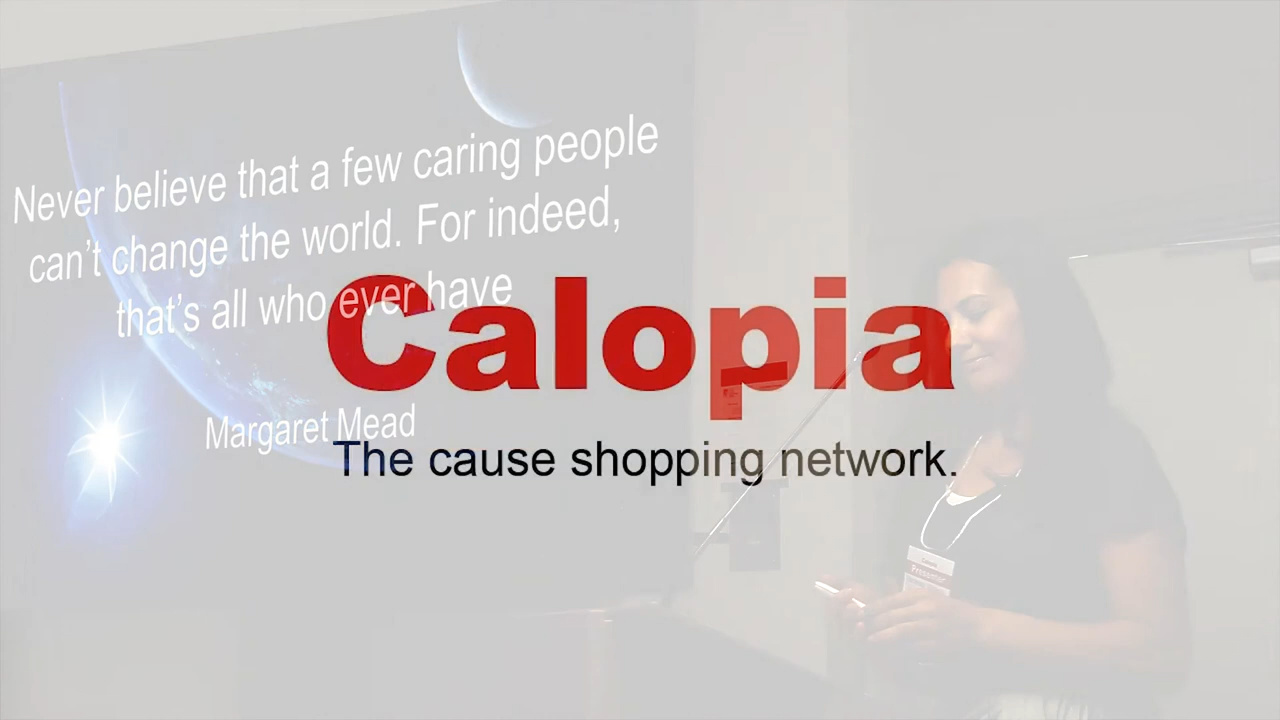 Never believe that a few caring people
can't change the world. For indeed,
that's all who ever have
Margaret Mead
Calopia
The cause shopping network.
Presenter